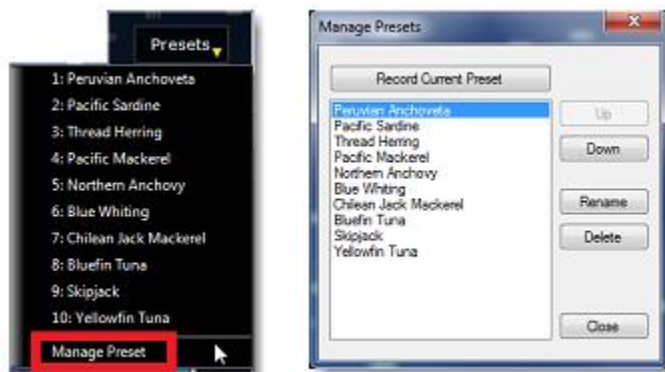 Presets
1: Peruvian Anchoveta
2: Pacific Sardine
3: Thread Herring
4: Pacific Mackerel
5: Northern Anchovy
6: Blue Whiting
7: Chilean Jack Mackerel
8: Bluefin Tuna
9: Skipjack
10: Yellowfin Tuna
Manage Preset
Manage Presets
Record Current Preset
Peruvian Anchoveta
Pacific Sardine
Thread Herring
Pacific Mackerel
Northern Anchovy
Blue Whiting
Chilean Jack Mackerel
Bluefin Tuna
Skipjack
Yellowfin Tuna
Up
Down
Rename
Delete
Close